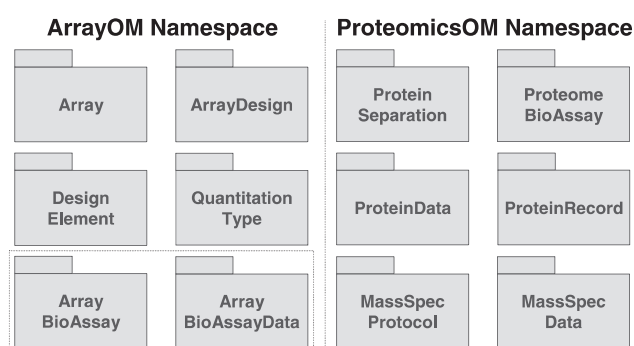 ArrayOM Namespace
Array
ArrayDesign
Design
Element
Quantitation
Type
Array
BioAssay
Array
BioAssayData
ProteomicsOM Namespace
Protein
Separation
Proteome
BioAssay
ProteinData
ProteinRecord
MassSpec
Protocol
MassSpec
Data